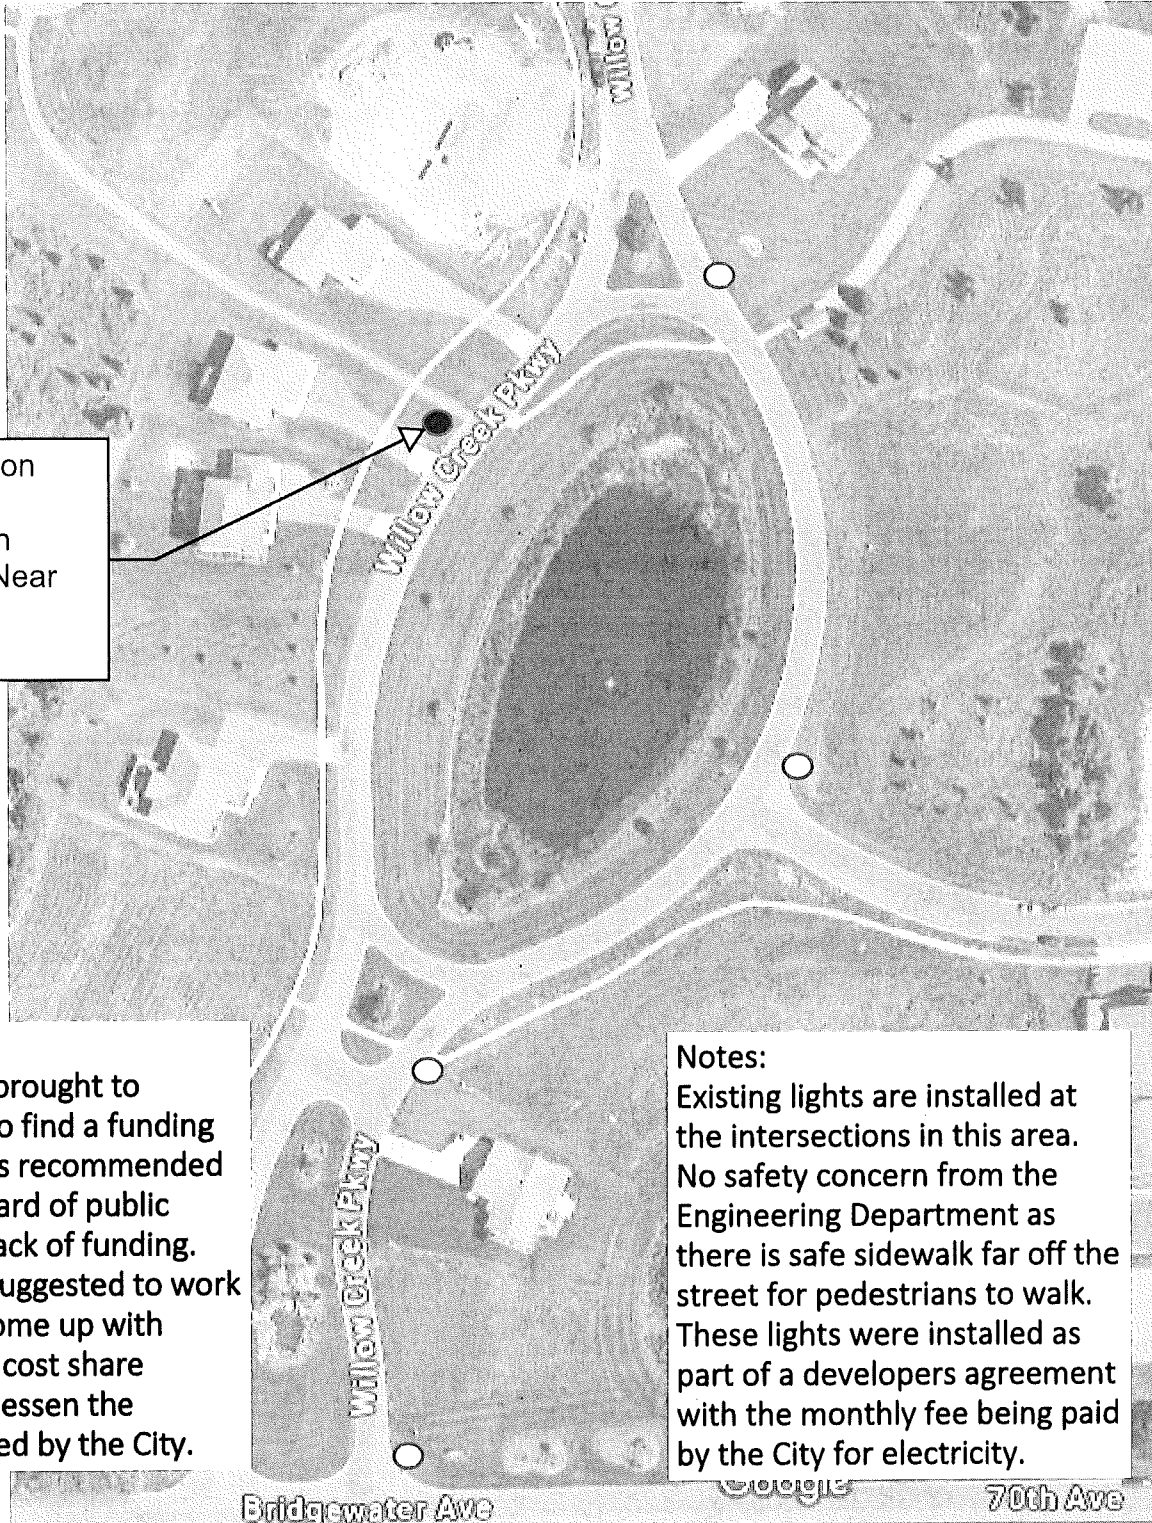 Willow C
Willow Creek Pkwy
on
n
Near
brought to
o find a funding
s recommended
ard of public
ack of funding.
uggested to work
ome up with
cost share
essen the
ed by the City.
Willow Creek Pkwy
Notes:
Existing lights are installed at
the intersections in this area.
No safety concern from the
Engineering Department as
there is safe sidewalk far off the
street for pedestrians to walk.
These lights were installed as
part of a developers agreement
with the monthly fee being paid
by the City for electricity.
Google
Bridgewater Ave
70th Ave